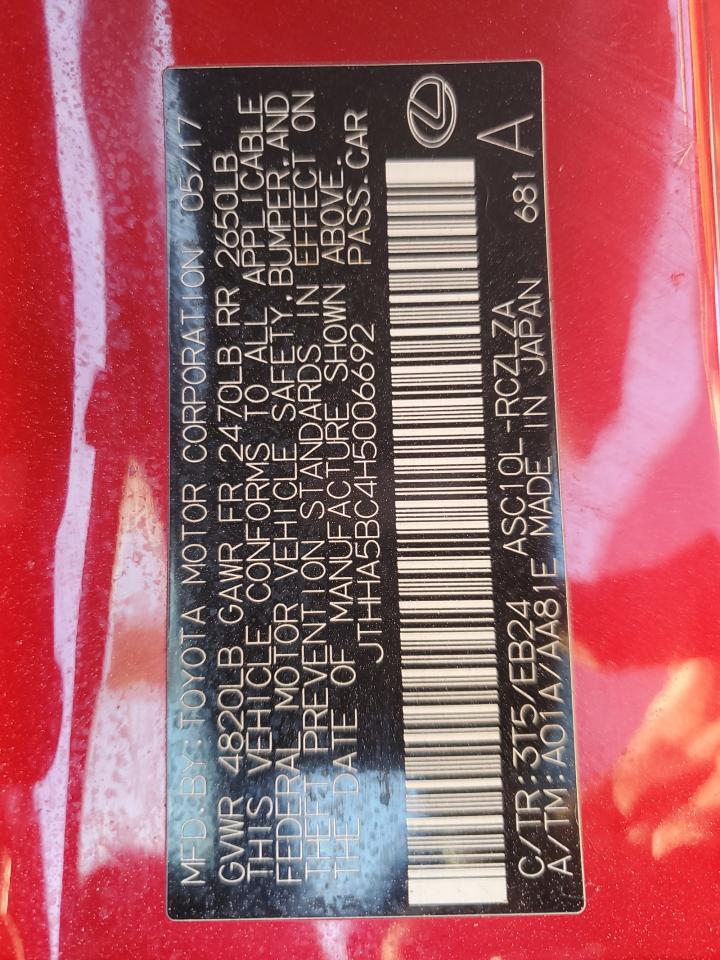 MFD.BY:TOYOTA MOTOR CORPORATION 05/17
GVWR 4820LB GAWR FR 2470LB RR 2650LB
THIS VEHICLE CONFORMS TO ALL APPLICABLE
FEDERAL MOTOR VEHICLE SAFETY,BUMPER,AND
THEFT PREVENTION STANDARDS IN EFFECT ON
THE DATE OF MANUFACTURE SHOWN ABOVE.
JTHHA5BC4H5006692 PASS.CAR
C/TR:3T5/EB24 ASC10L-RCZLZA
A/TM:A01A/AA81E MADE IN JAPAN 681 A